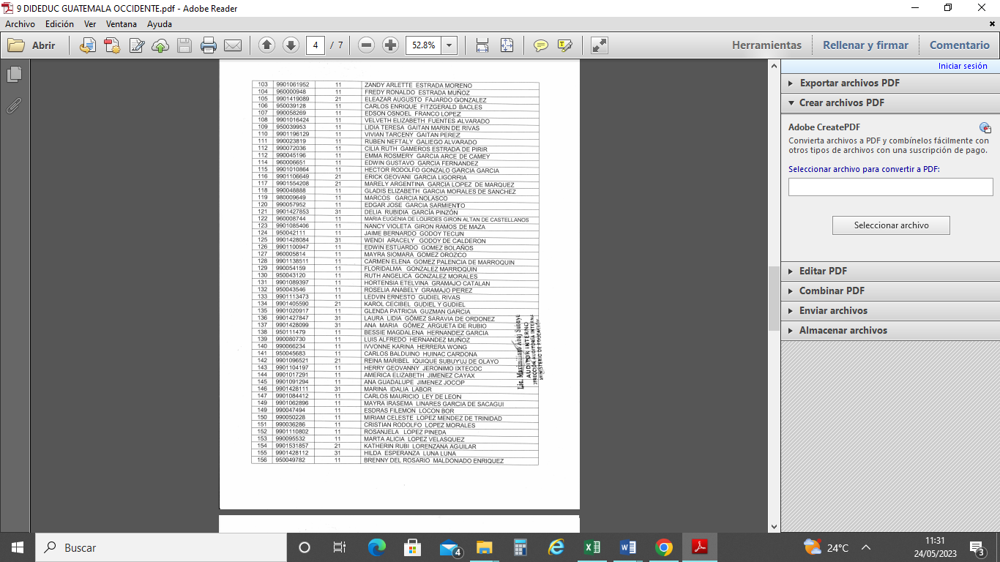 9 DIDEDUC GUATEMALA OCCIDENTE.pdf - Adobe Reader
Archivo Edición Ver Ventana Ayuda
Abrir 4 / 7 52.8% Herramientas Rellenar y firmar Comentario
Iniciar sesión
Exportar archivos PDF
Crear archivos PDF
Adobe CreatePDF
Convierta archivos a PDF y combínelos fácilmente con
otros tipos de archivos con una suscripción de pago.
Seleccionar archivo para convertir a PDF:
Seleccionar archivo
Editar PDF
Combinar PDF
Enviar archivos
Almacenar archivos
103 9901061952 11 ZANDY ARLETTE ESTRADA MORENO
104 960000948 11 FREDY RONALDO ESTRADA MUÑOZ
105 9901419089 21 ELEAZAR AUGUSTO FAJARDO GONZALEZ
106 950039128 11 CARLOS ENRIQUE FITZGERALD BACLES
107 990058269 11 EDSON OSNOEL FRANCO LOPEZ
108 9901016424 11 VELVETH ELIZABETH FUENTES ALVARADO
109 950039953 11 LIDIA TERESA GAITAN MARIN DE RIVAS
110 9901196129 11 VIVIAN TARCENY GAITAN PEREZ
111 990023819 11 RUBEN NEFTALY GALIEGO ALVARADO
112 990072036 11 CILIA RUTH GAMEROS ESTRADA DE PIRIR
112 990045196 11 EMMA ROSMERY GARCIA ARCE DE CAMEY
114 960006651 11 EDWIN GUSTAVO GARCIA FERNANDEZ
115 9901010864 11 HECTOR RODOLFO GONZALO GARCIA GARCIA
116 9901106649 21 ERICK GEOVANI GARCIA LIGORRIA
117 9901554208 21 MARELY ARGENTINA GARCIA LOPEZ DE MARQUEZ
118 990048888 11 GLADIS ELIZABETH GARCIA MORALES DE SANCHEZ
119 980009649 11 MARCOS GARCIA NOLASCO
120 990057952 11 EDGAR JOSE GARCIA SARMIENTO
121 9901427853 31 DELIA RUBIDIA GARCÍA PINZÓN
122 960008744 11 MARIA EUGENIA DE LOURDES GIRON ALTAN DE CASTELLANOS
123 9901085406 11 NANCY VIOLETA GIRON RAMOS DE MAZA
124 950042111 11 JAIME BERNARDO GODOY TECUN
125 9901428084 31 WENDI ARACELY GODOY DE CALDERON
126 9901100947 11 EDWIN ESTUARDO GOMEZ BOLAÑOS
127 960005814 11 MAYRA SIOMARA GOMEZ OROZCO
128 9901138511 11 CARMEN ELENA GOMEZ PALENCIA DE MARROQUIN
129 990054159 11 FLORIDALMA GONZALEZ MARROQUIN
130 950043120 11 RUTH ANGELICA GONZALEZ MORALES
131 9901089397 11 HORTENSIA ETELVINA GRAMAJO CATALAN
132 950043546 11 ROSELIA ANABELY GRAMAJO PEREZ
133 9901113473 11 LEDVIN ERNESTO GUDIEL RIVAS
134 9901405590 21 KAROL CECIBEL GUDIEL Y GUDIEL
135 9901020917 11 GLENDA PATRICIA GUZMAN GARCIA
136 9901427847 31 LAURA LIDIA GÓMEZ SARAVIA DE ORDONEZ
137 9901428099 31 ANA MARIA GÓMEZ ARGUETA DE RUBIO
138 950111479 11 BESSIE MAGDALENA HERNANDEZ GARCIA
139 990080730 11 LUIS ALFREDO HERNANDEZ MUÑOZ
140 990066234 11 IVVONNE KARINA HERRERA WONG
141 950045683 11 CARLOS BALDUINO HUINAC CARDONA
142 9901096521 21 REINA MARIBEL IQUIQUE SUBUYUJ DE OLAYO
143 9901104197 11 HERRY GEOVANNY JERONIMO IXTECOC
144 9901017291 11 AMERICA ELIZABETH JIMENEZ CAYAX
145 9901091294 11 ANA GUADALUPE JIMENEZ JOCOP
146 9901428111 31 MARINA IDALIA LABOR
147 9901084412 11 CARLOS MAURICIO LEY DE LEON
149 9901062896 11 MAYRA IRASEMA LINARES GARCIA DE SACAGUI
149 990047494 11 ESDRAS FILEMON LOCON BOR
150 990050228 11 MIRIAM CELESTE LOPEZ MENDEZ DE TRINIDAD
151 990036286 11 CRISTIAN RODOLFO LOPEZ MORALES
152 9901110802 11 ROSANJELA LOPEZ PINEDA
153 990095532 11 MARTA ALICIA LOPEZ VELASQUEZ
154 9901531857 21 KATHERIN RUBI LORENZANA AGUILAR
155 9901428112 31 HILDA ESPERANZA LUNA LUNA
156 950049782 11 BRENNY DEL ROSARIO MALDONADO ENRIQUEZ
Lic. Maximiliano
AUDITOR INTERNO
DIRECCIÓN AUDITORIA INTERNA
MINISTERIO DE EDUCACIÓN
Buscar 4 24°C 11:31
24/05/2023 3